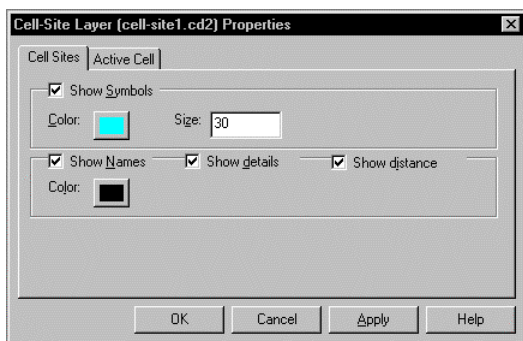 Cell-Site Layer (cell-site1.cd2) Properties
Cell Sites Active Cell
Show Symbols
Color: Size: 30
Show Names Show details Show distance
Color:
OK Cancel Apply Help